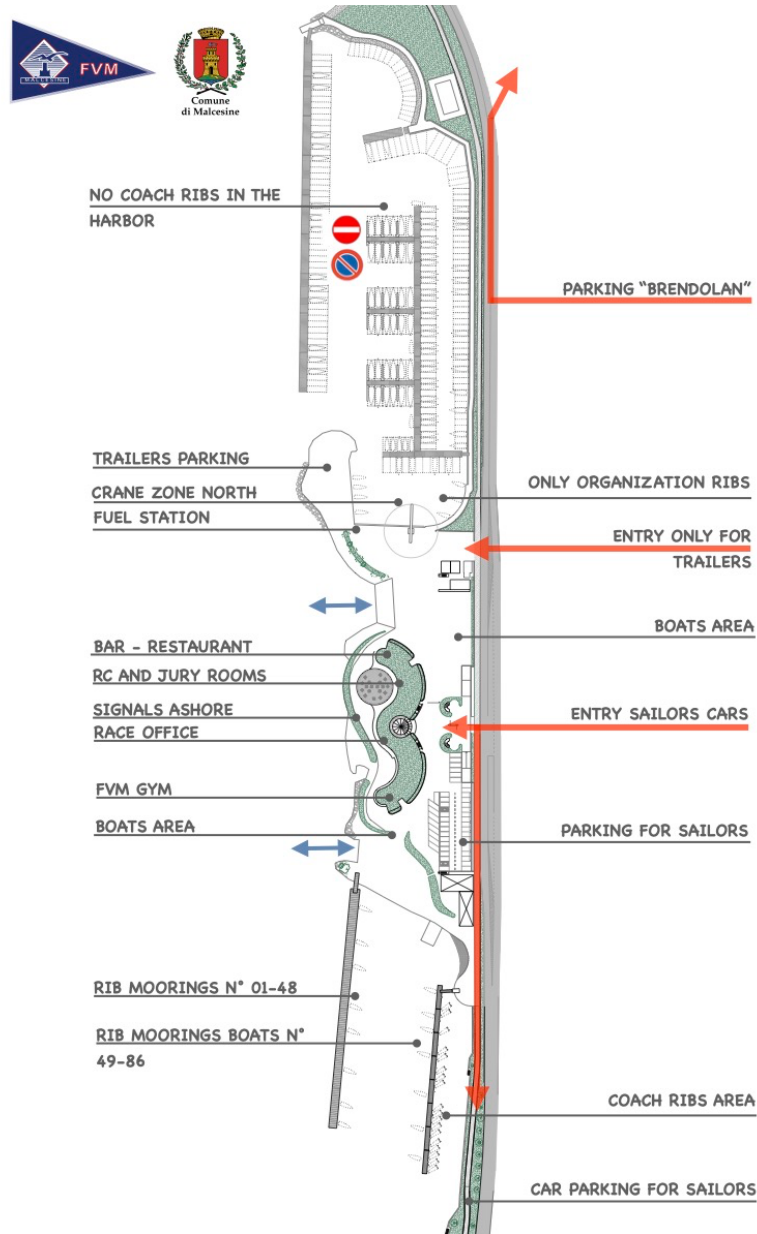 FVM
MALCESINE
Comune
di Malcesine
NO COACH RIBS IN THE
HARBOR
PARKING “BRENDOLAN”
TRAILERS PARKING
CRANE ZONE NORTH
ONLY ORGANIZATION RIBS
FUEL STATION
ENTRY ONLY FOR
TRAILERS
BOATS AREA
BAR – RESTAURANT
RC AND JURY ROOMS
SIGNALS ASHORE
ENTRY SAILORS CARS
RACE OFFICE
FVM GYM
BOATS AREA
PARKING FOR SAILORS
RIB MOORINGS N° 01-48
RIB MOORINGS BOATS N°
49-86
COACH RIBS AREA
CAR PARKING FOR SAILORS